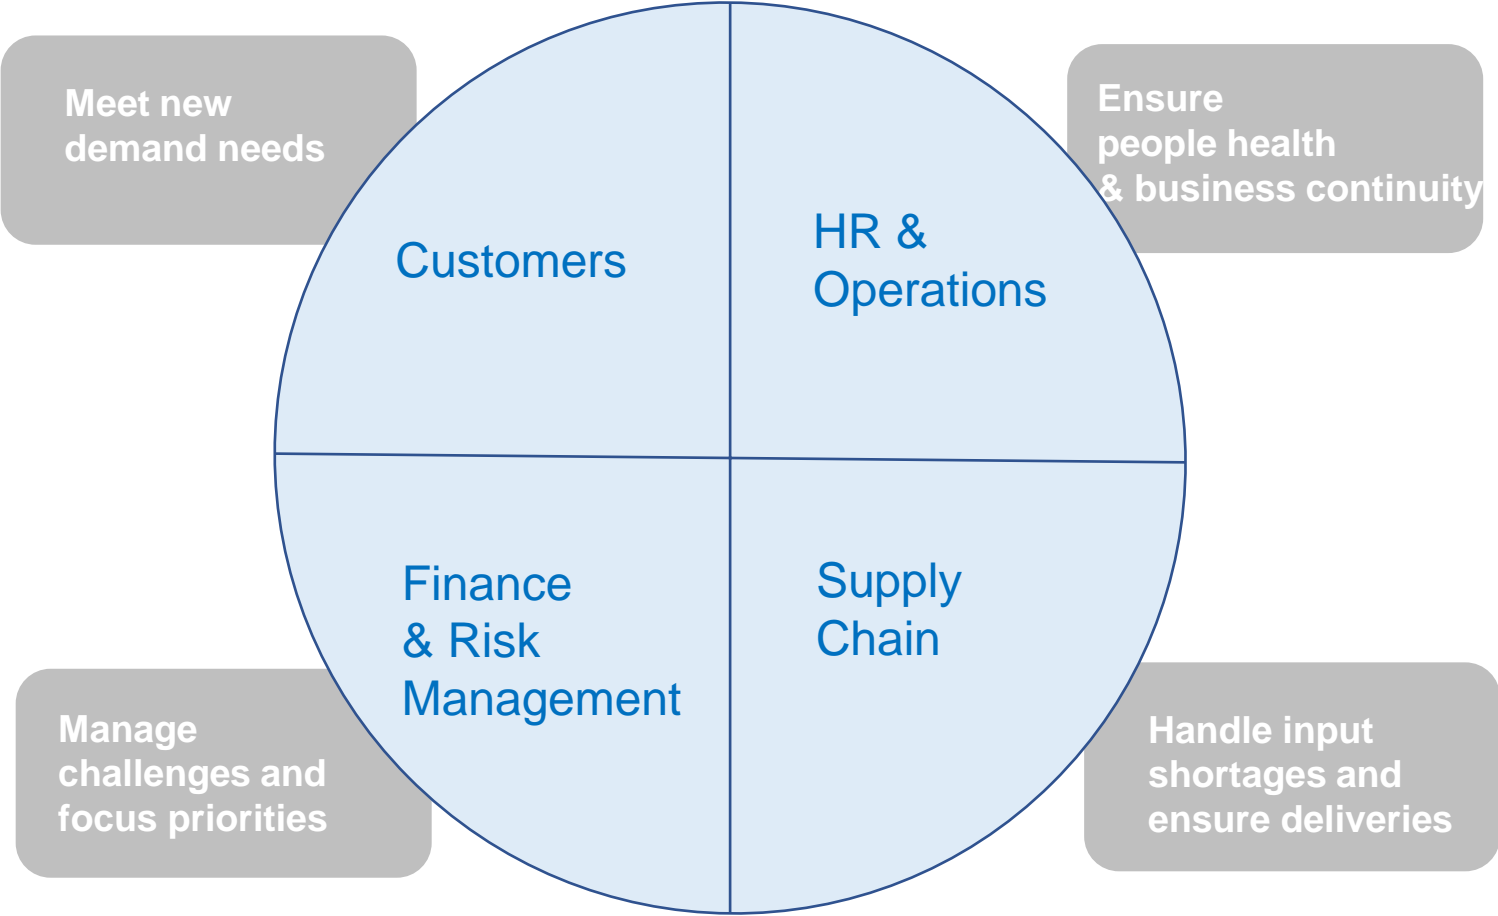 Meet new
demand needs
Ensure
people health
& business continuity
Customers
HR &
Operations
Finance
& Risk
Management
Supply
Chain
Manage
challenges and
focus priorities
Handle input
shortages and
ensure deliveries